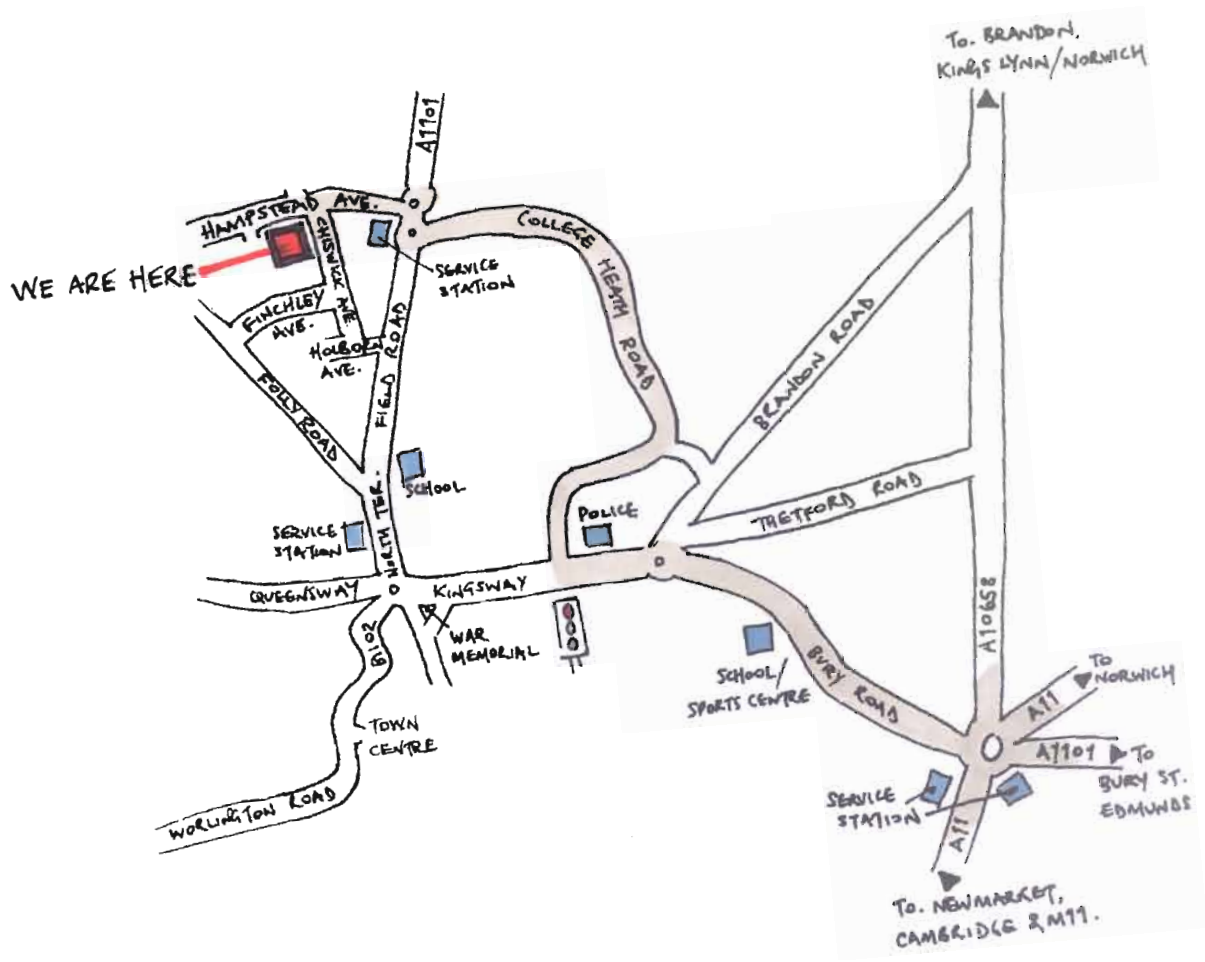 To. BRANDON,
KINGS LYNN/NORWICH
A1101
HAMPSTEAD AVE.
CHISWICK AVE
COLLEGE HEATH ROAD
WE ARE HERE
SERVICE
STATION
FINCHLEY
AVE.
HOLBORN
AVE.
FIELD ROAD
FOLLY ROAD
BRANDON ROAD
NORTH TER.
SCHOOL
SERVICE
STATION
POLICE
THETFORD ROAD
QUEENSWAY
KINGSWAY
B1102
WAR
MEMORIAL
A10658
SCHOOL/
SPORTS CENTRE
BURY ROAD
TO
NORWICH
A11
A1101
TO
BURY ST.
EDMUNDS
TOWN
CENTRE
SERVICE
STATION
A11
WORLINGTON ROAD
TO. NEWMARKET,
CAMBRIDGE & M11.